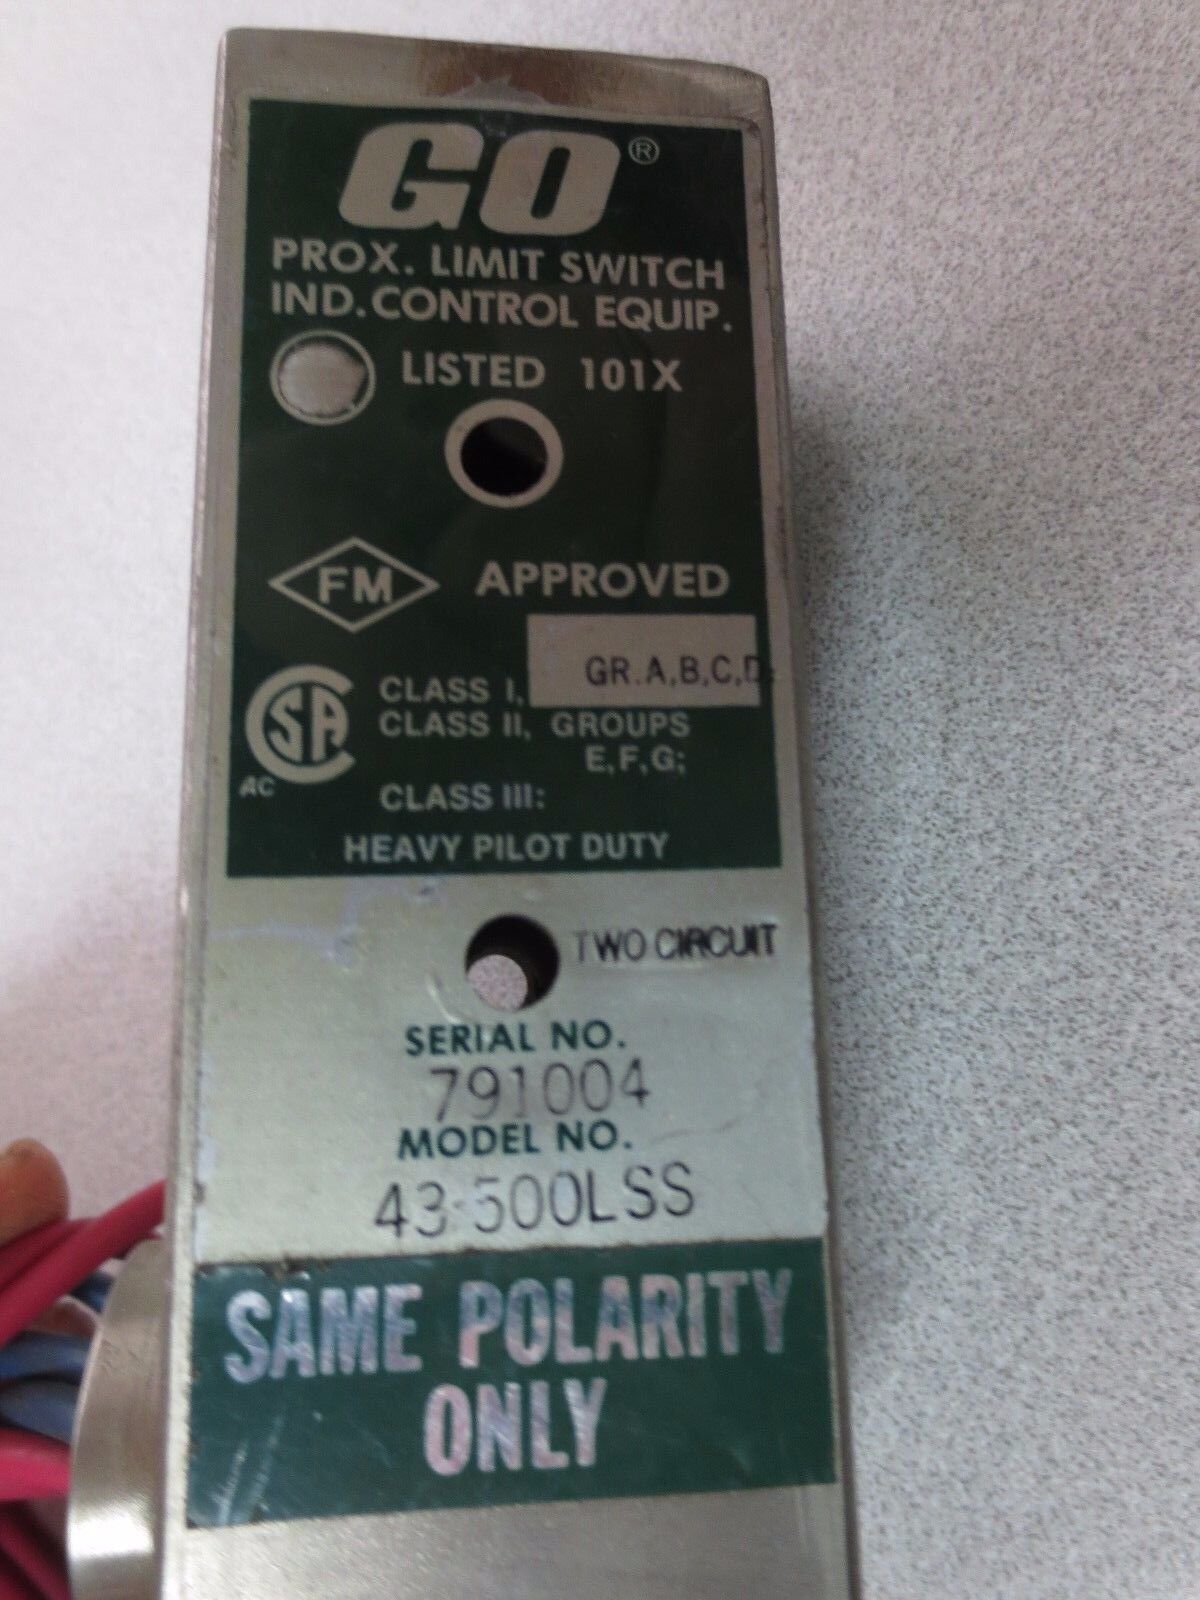 GO®
PROX. LIMIT SWITCH
IND. CONTROL EQUIP.
LISTED 101X
FM APPROVED
GR.A,B,C,D;
CSA CLASS I,
CLASS II, GROUPS
E,F,G;
AC
CLASS III:
HEAVY PILOT DUTY
TWO CIRCUIT
SERIAL NO.
791004
MODEL NO.
43-500LSS
SAME POLARITY
ONLY